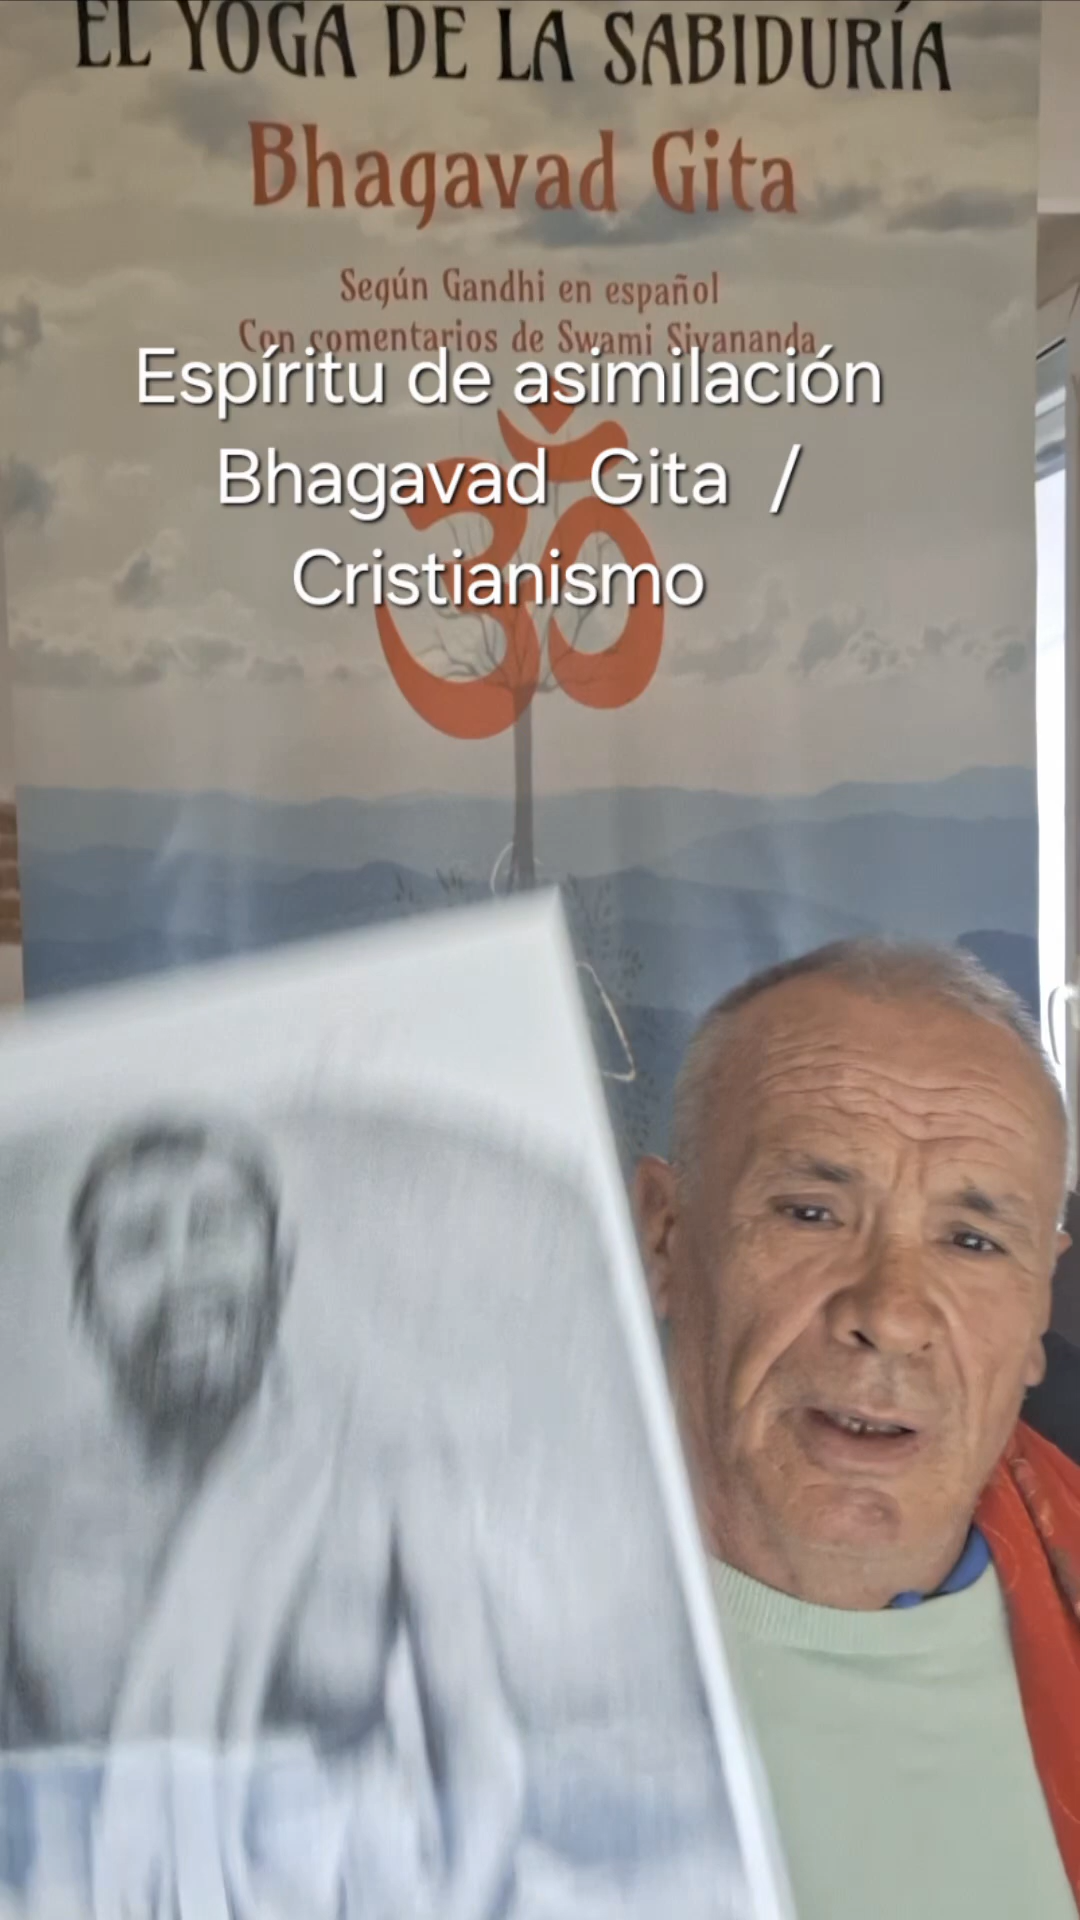 EL YOGA DE LA SABIDURÍA
Bhagavad Gita
Según Gandhi en español
Con comentarios de Swami Sivananda
Espíritu de asimilación
Bhagavad Gita /
Cristianismo
ॐ